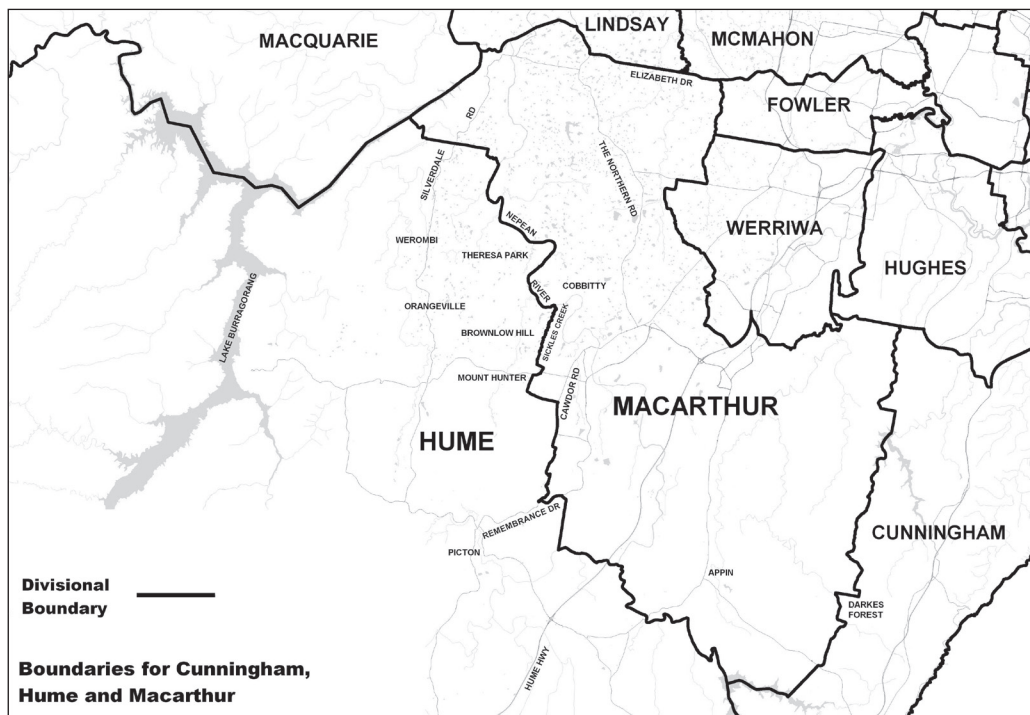 LINDSAY
MACQUARIE
MCMAHON
ELIZABETH DR
FOWLER
RD
THE NORTHERN RD
SILVERDALE
NEPEAN
WERRIWA
WEROMBI
THERESA PARK
HUGHES
RIVER
COBBITTY
LAKE BURRAGORANG
ORANGEVILLE
SICKLES CREEK
BROWNLOW HILL
MOUNT HUNTER
CAWDOR RD
MACARTHUR
HUME
REMEMBRANCE DR
CUNNINGHAM
PICTON
APPIN
Divisional
Boundary
DARKES
FOREST
HUME HWY
Boundaries for Cunningham,
Hume and Macarthur